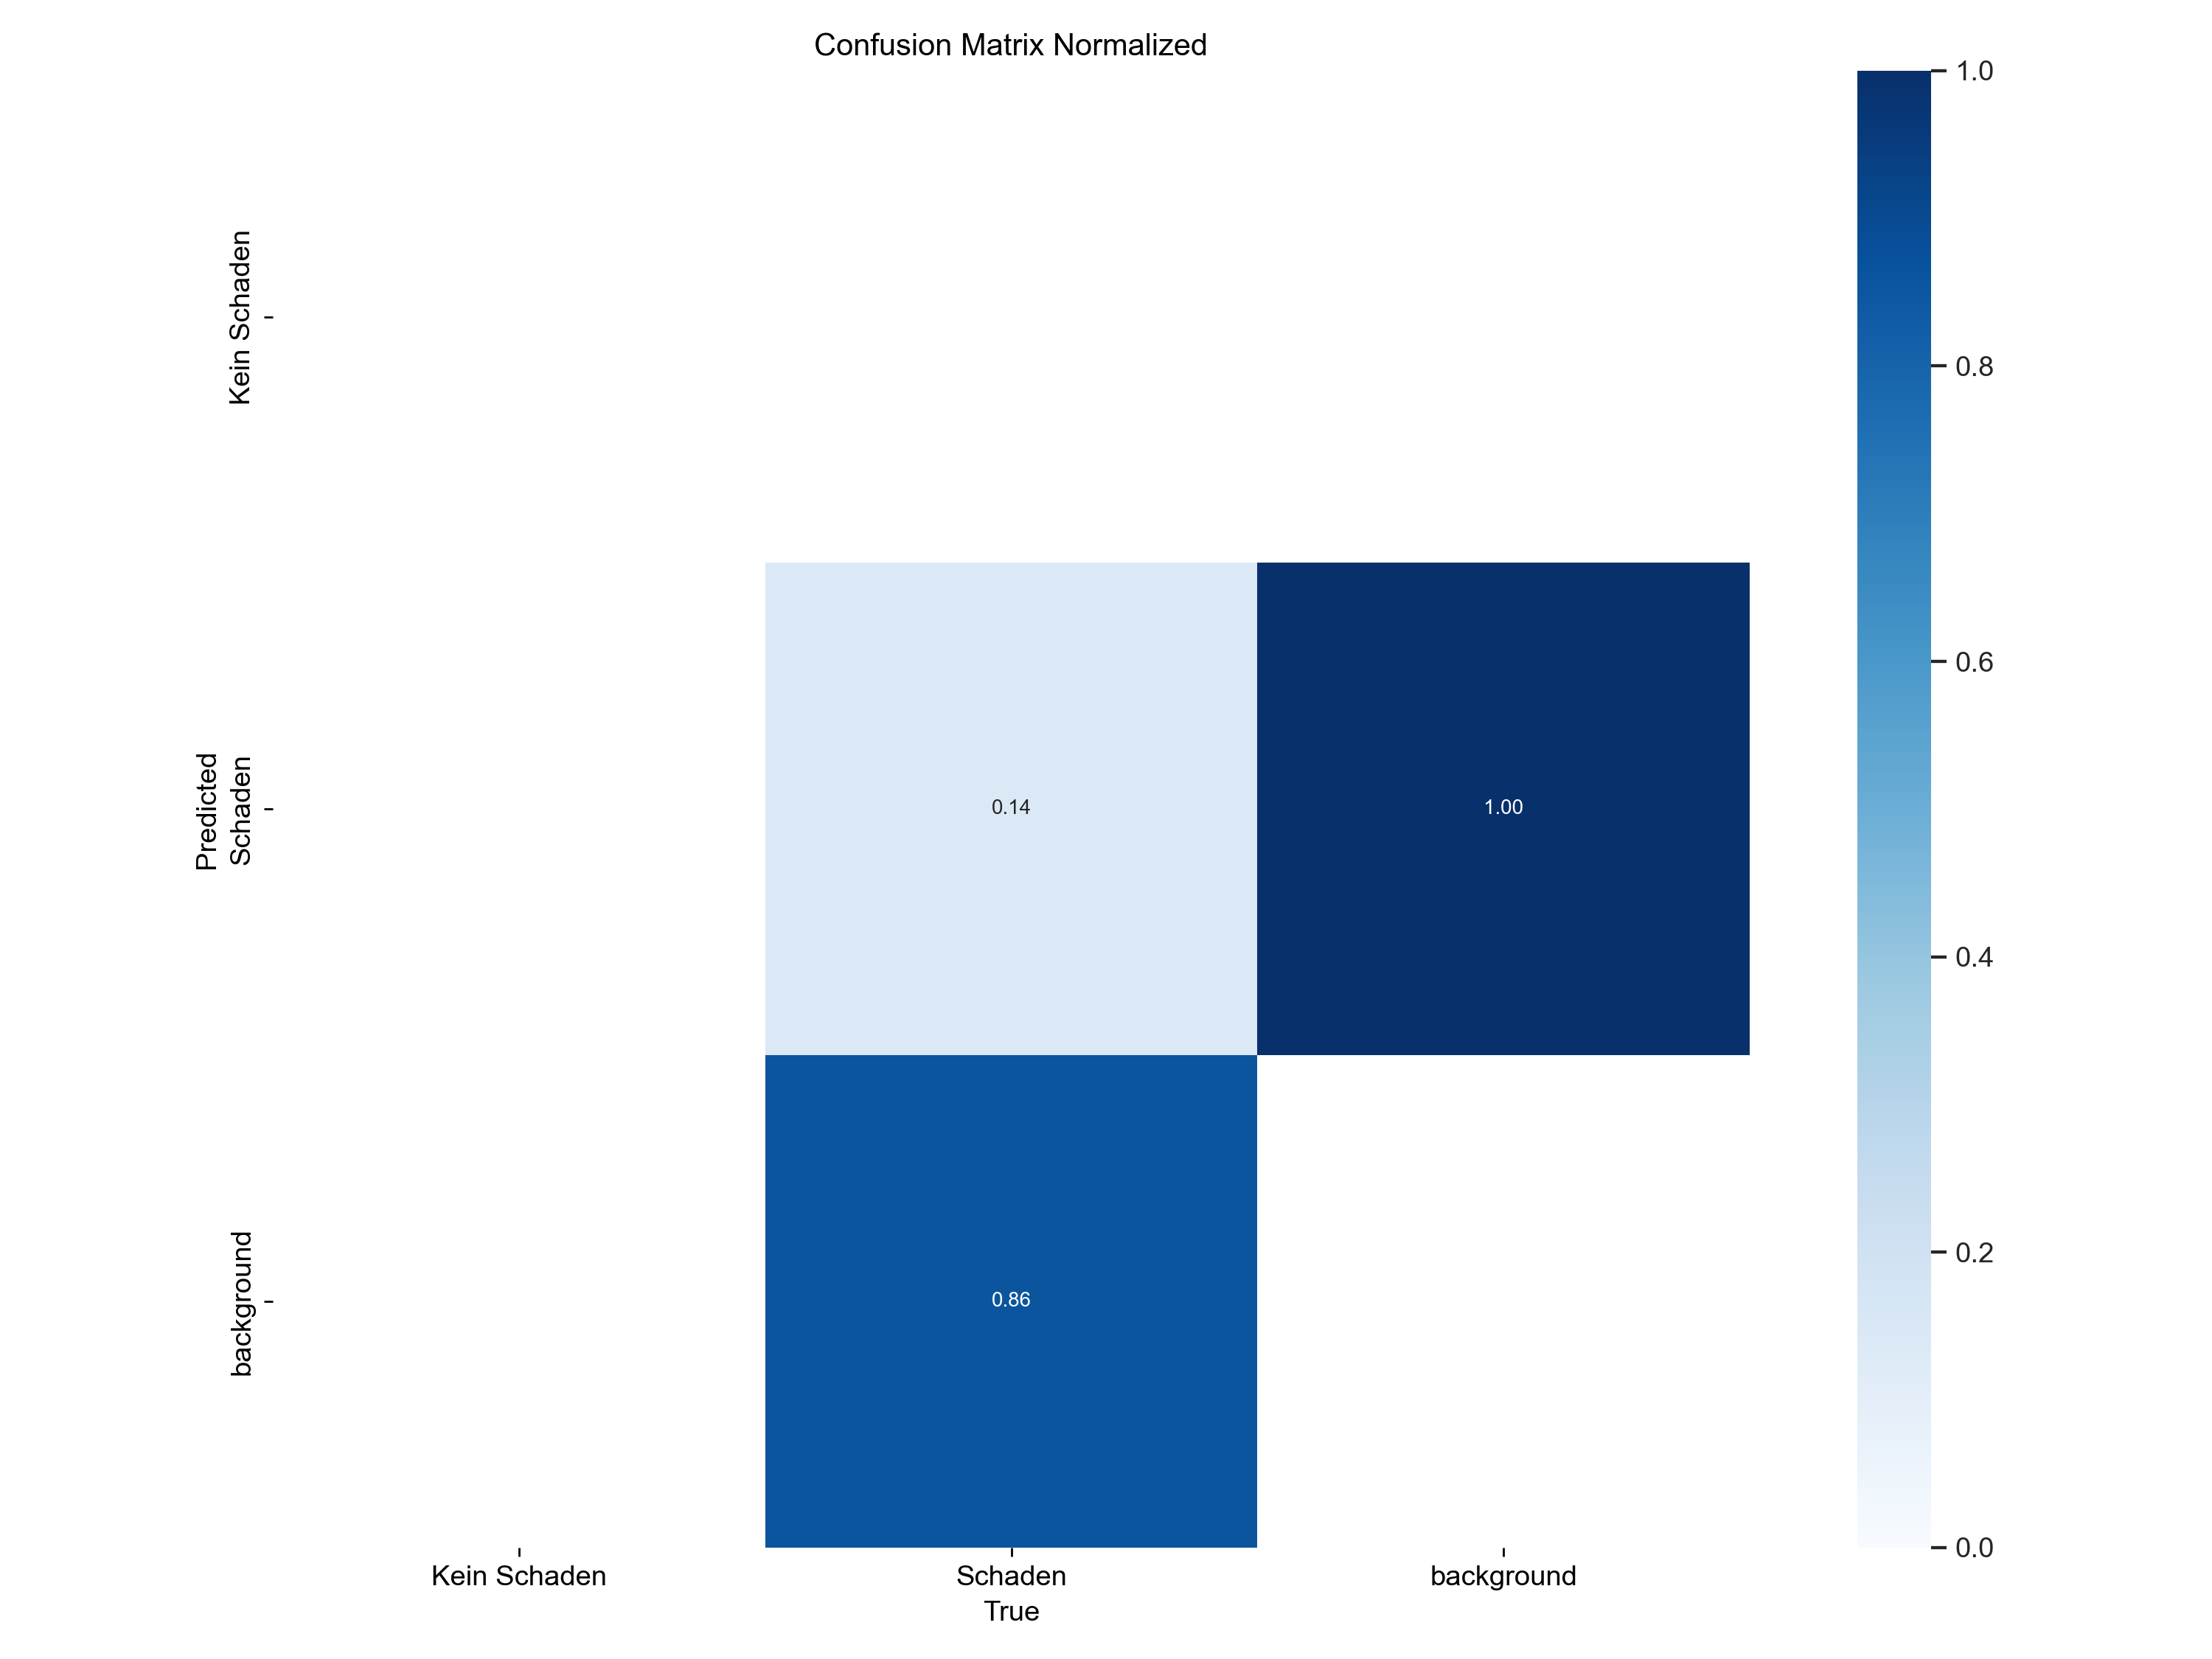 Confusion Matrix Normalized
1.0
0.8
0.6
0.4
0.2
0.0
Predicted
Kein Schaden
Schaden
background
0.14
1.00
0.86
Kein Schaden
Schaden
background
True